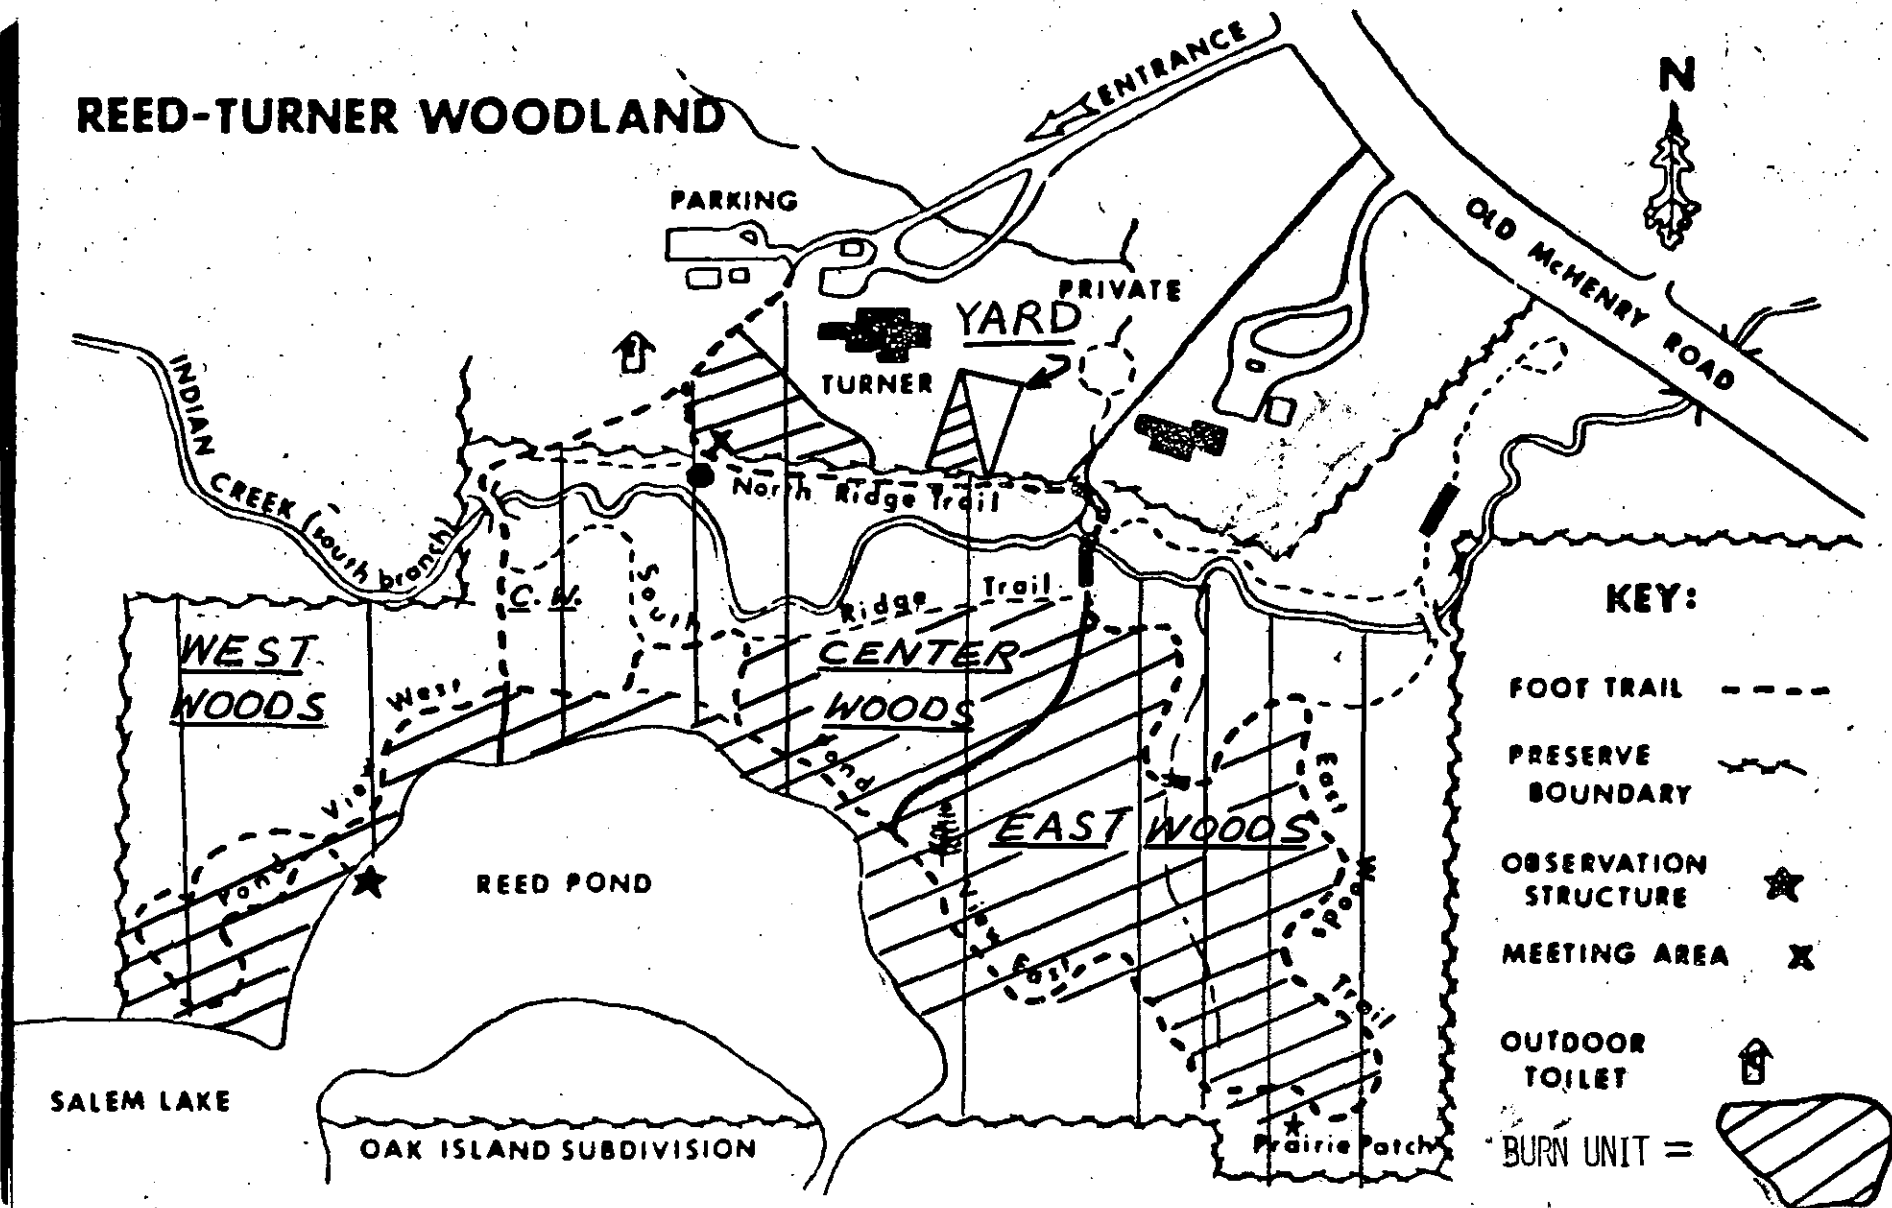 REED-TURNER WOODLAND
ENTRANCE
N
PARKING
OLD McHENRY ROAD
PRIVATE
YARD
TURNER
INDIAN CREEK (south branch)
North Ridge Trail
C.W.
South Ridge Trail
WEST
WOODS
CENTER
WOODS
West
Pond View
Pond View East
EAST WOODS
East Woods Trail
REED POND
SALEM LAKE
OAK ISLAND SUBDIVISION
Prairie Patch
KEY:
FOOT TRAIL
PRESERVE
BOUNDARY
OBSERVATION
STRUCTURE
MEETING AREA
OUTDOOR
TOILET
BURN UNIT =